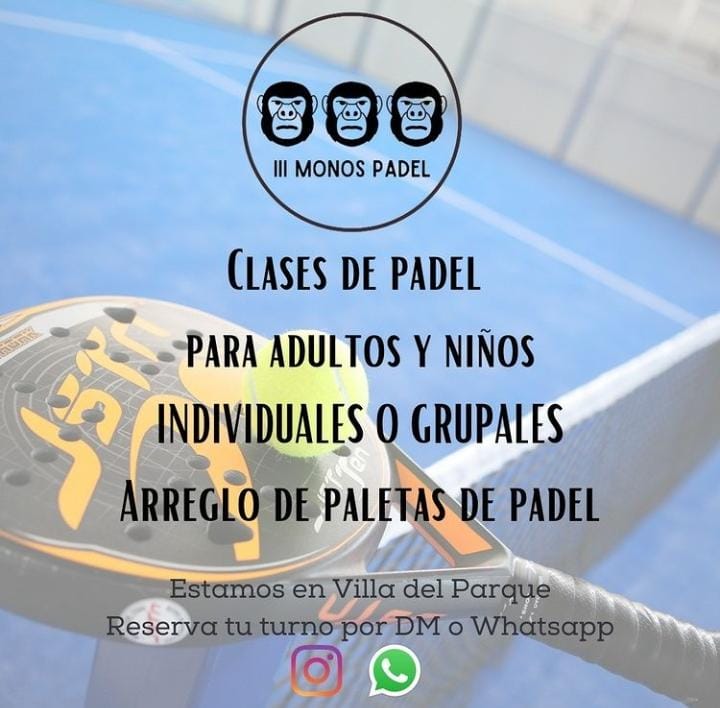 III MONOS PADEL
CLASES DE PADEL
PARA ADULTOS Y NIÑOS
INDIVIDUALES O GRUPALES
ARREGLO DE PALETAS DE PADEL
Estamos en Villa del Parque
Reserva tu turno por DM o Whatsapp